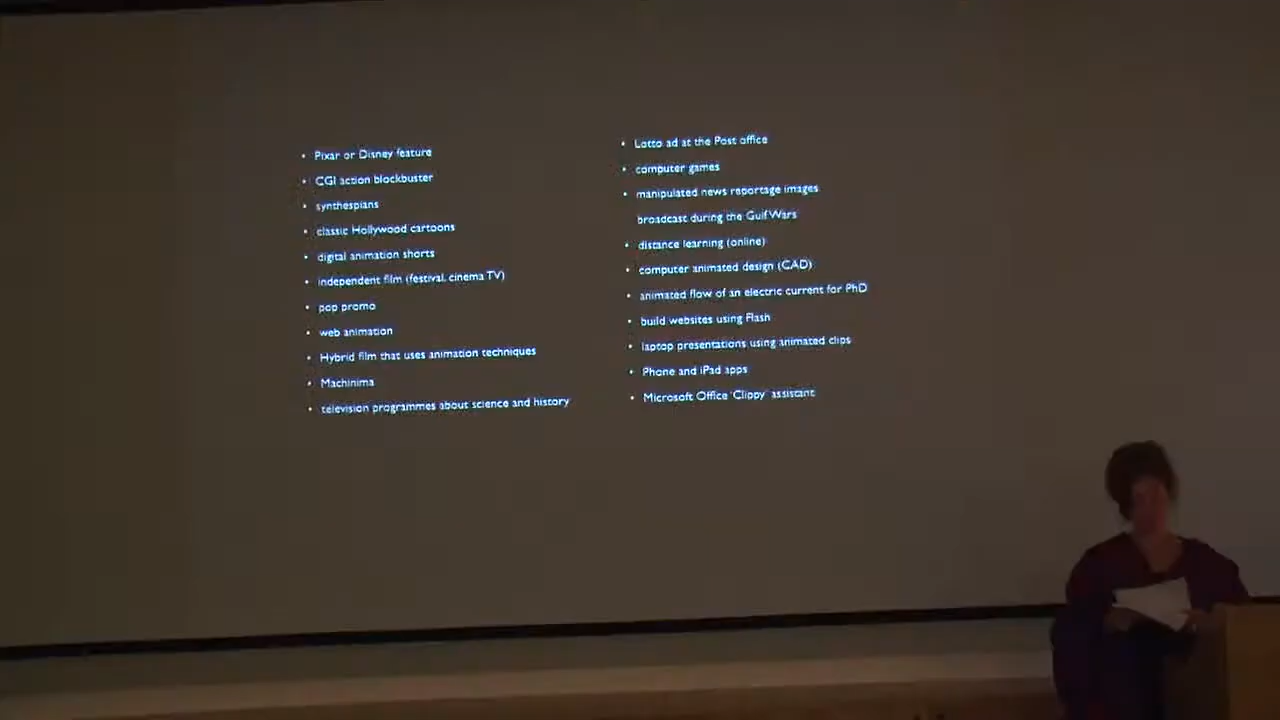 • Pixar or Disney feature
• CGI action blockbuster
• synthespians
• classic Hollywood cartoons
• digital animation shorts
• independent film (festival, cinema TV)
• pop promo
• web animation
• Hybrid film that uses animation techniques
• Machinima
• television programmes about science and history
• Lotto ad at the Post office
• computer games
• manipulated news reportage images
broadcast during the Gulf Wars
• distance learning (online)
• computer animated design (CAD)
• animated flow of an electric current for PhD
• build websites using Flash
• laptop presentations using animated clips
• Phone and iPad apps
• Microsoft Office 'Clippy' assistant